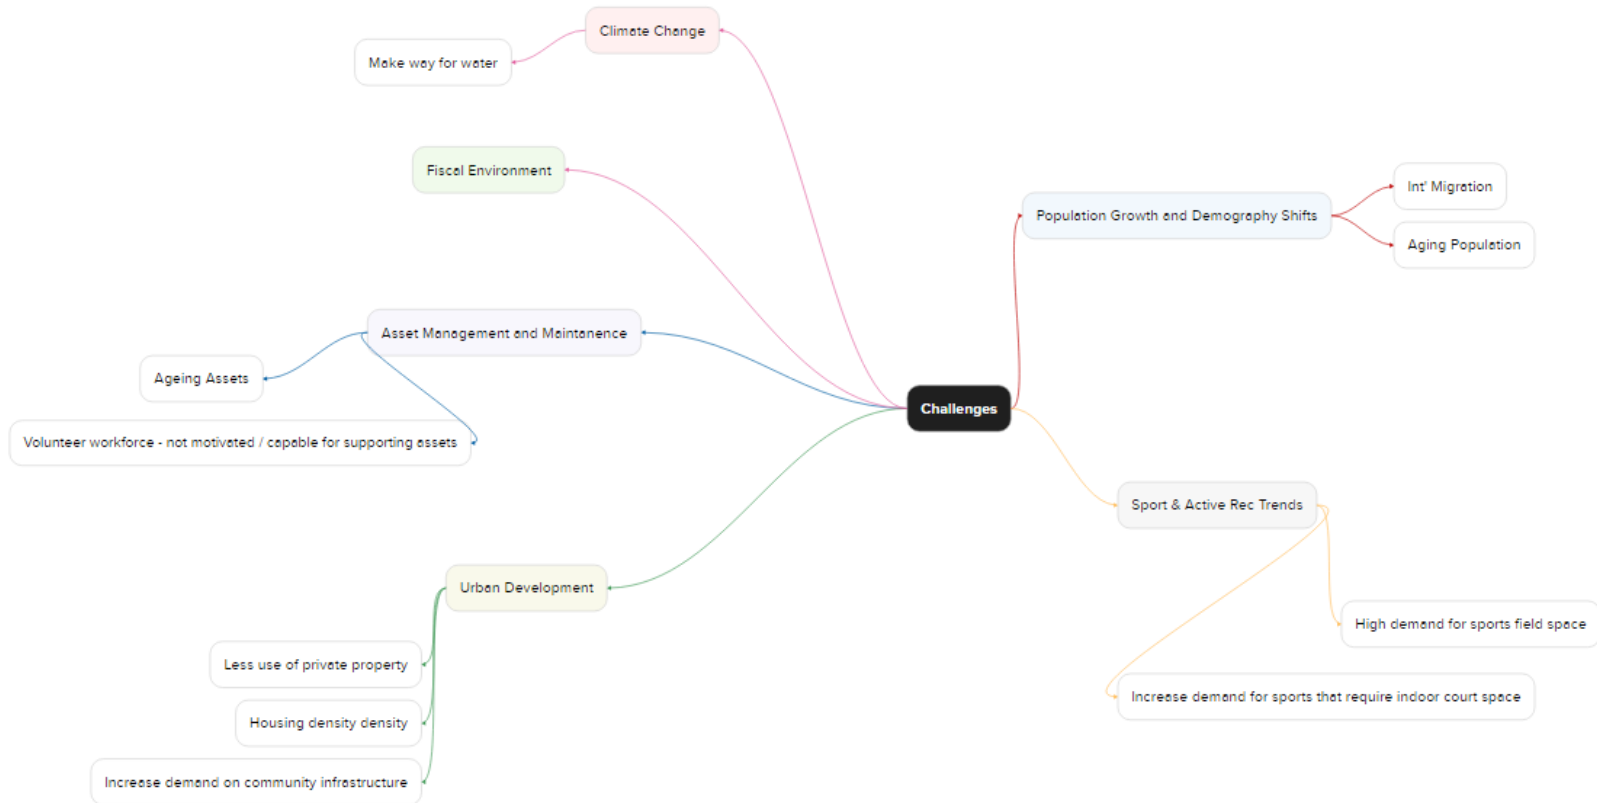 Climate Change
Make way for water
Fiscal Environment
Asset Management and Maintanence
Ageing Assets
Volunteer workforce - not motivated / capable for supporting assets
Challenges
Urban Development
Less use of private property
Housing density density
Increase demand on community infrastructure
Population Growth and Demography Shifts
Int' Migration
Aging Population
Sport & Active Rec Trends
High demand for sports field space
Increase demand for sports that require indoor court space